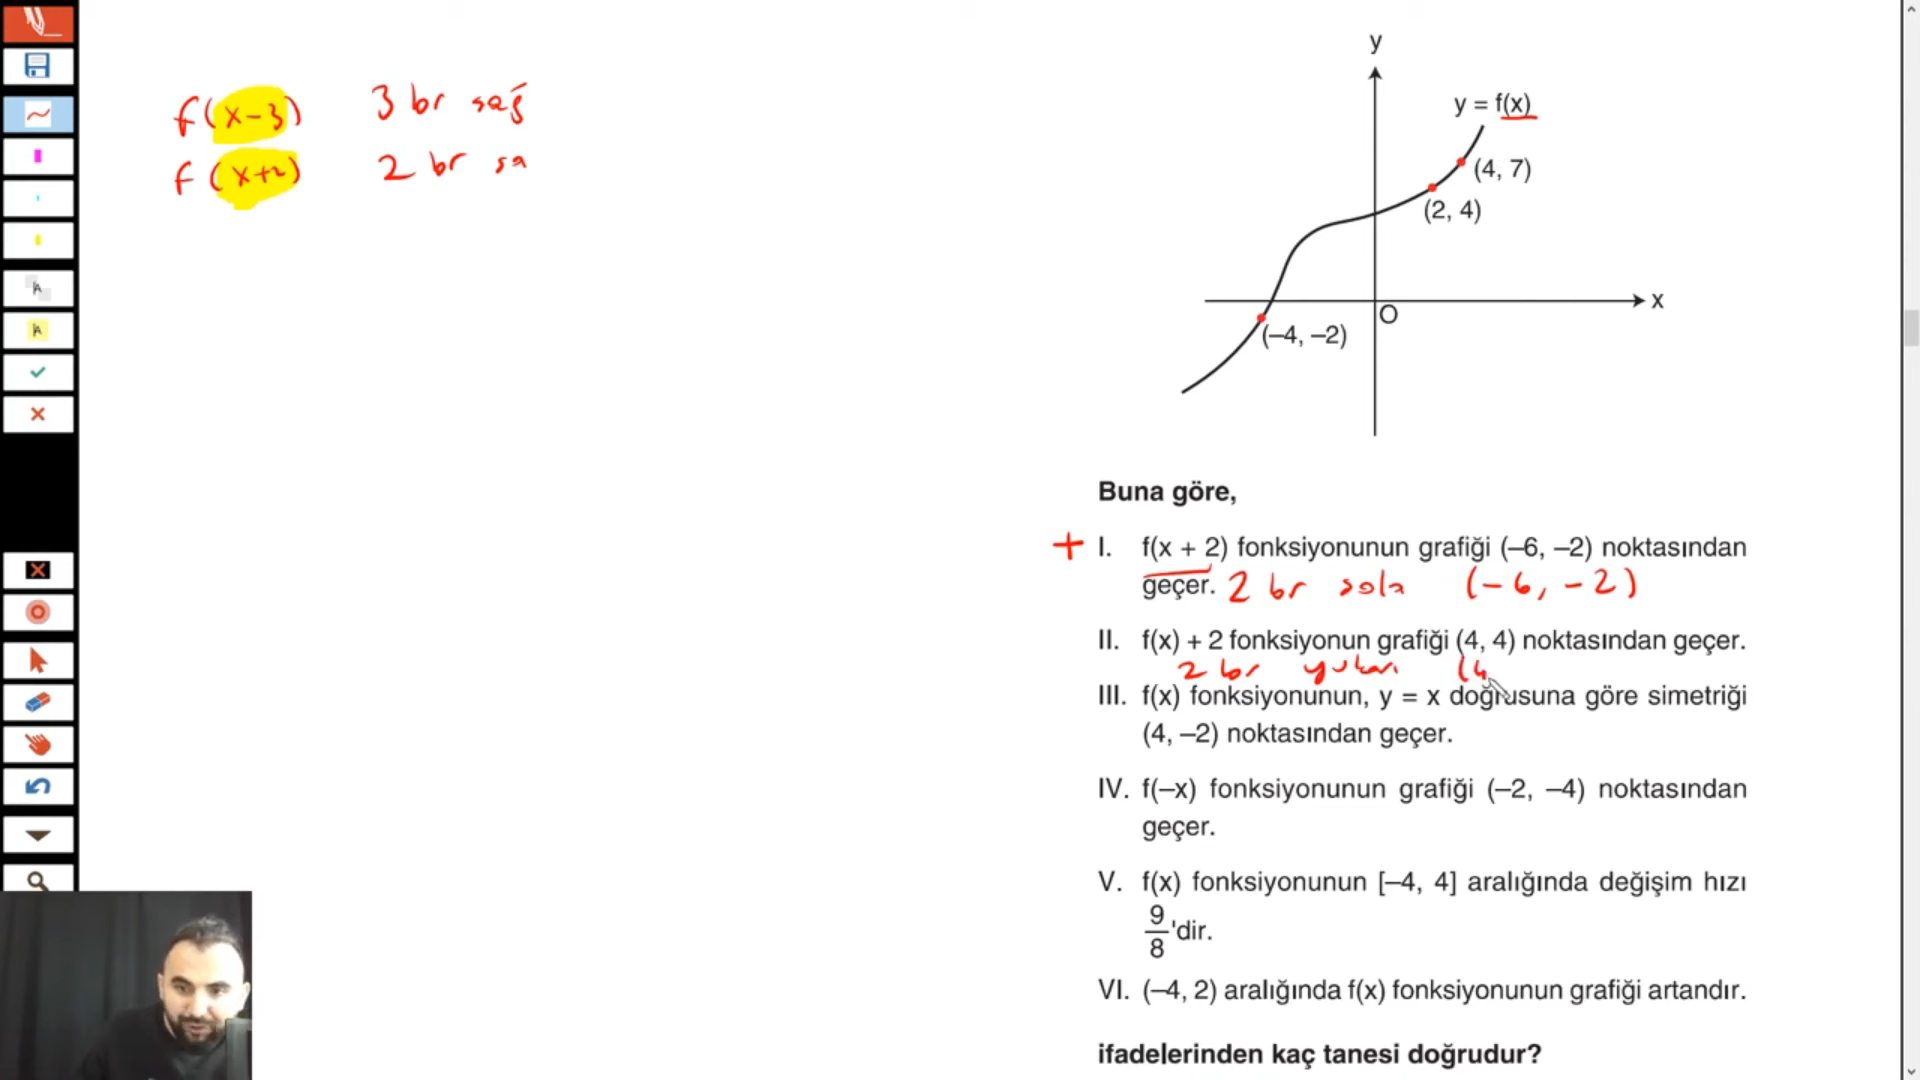 f(x-3) 3 br sağ
f(x+2) 2 br sa
y
y = f(x)
(4, 7)
(2, 4)
x
O
(–4, –2)
Buna göre,
+ I. f(x + 2) fonksiyonunun grafiği (–6, –2) noktasından
geçer. 2 br sola (-6, -2)
II. f(x) + 2 fonksiyonun grafiği (4, 4) noktasından geçer.
2 br yukarı (4
III. f(x) fonksiyonunun, y = x doğrusuna göre simetriği
(4, –2) noktasından geçer.
IV. f(–x) fonksiyonunun grafiği (–2, –4) noktasından
geçer.
V. f(x) fonksiyonunun [–4, 4] aralığında değişim hızı
9/8 'dir.
VI. (–4, 2) aralığında f(x) fonksiyonunun grafiği artandır.
ifadelerinden kaç tanesi doğrudur?